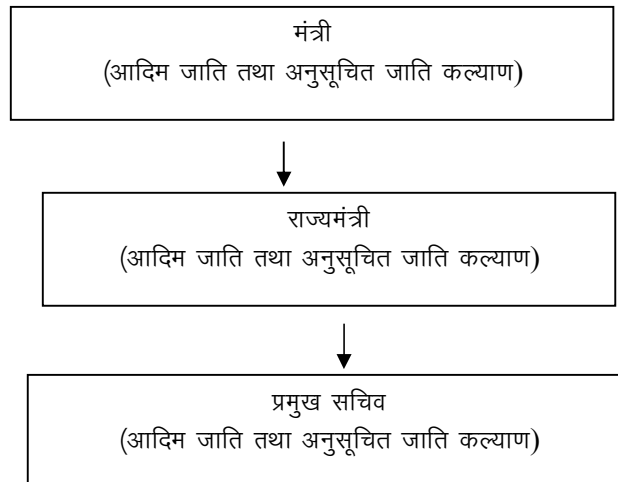 मंत्री
(आदिम जाति तथा अनुसूचित जाति कल्याण)
राज्यमंत्री
(आदिम जाति तथा अनुसूचित जाति कल्याण)
प्रमुख सचिव
(आदिम जाति तथा अनुसूचित जाति कल्याण)